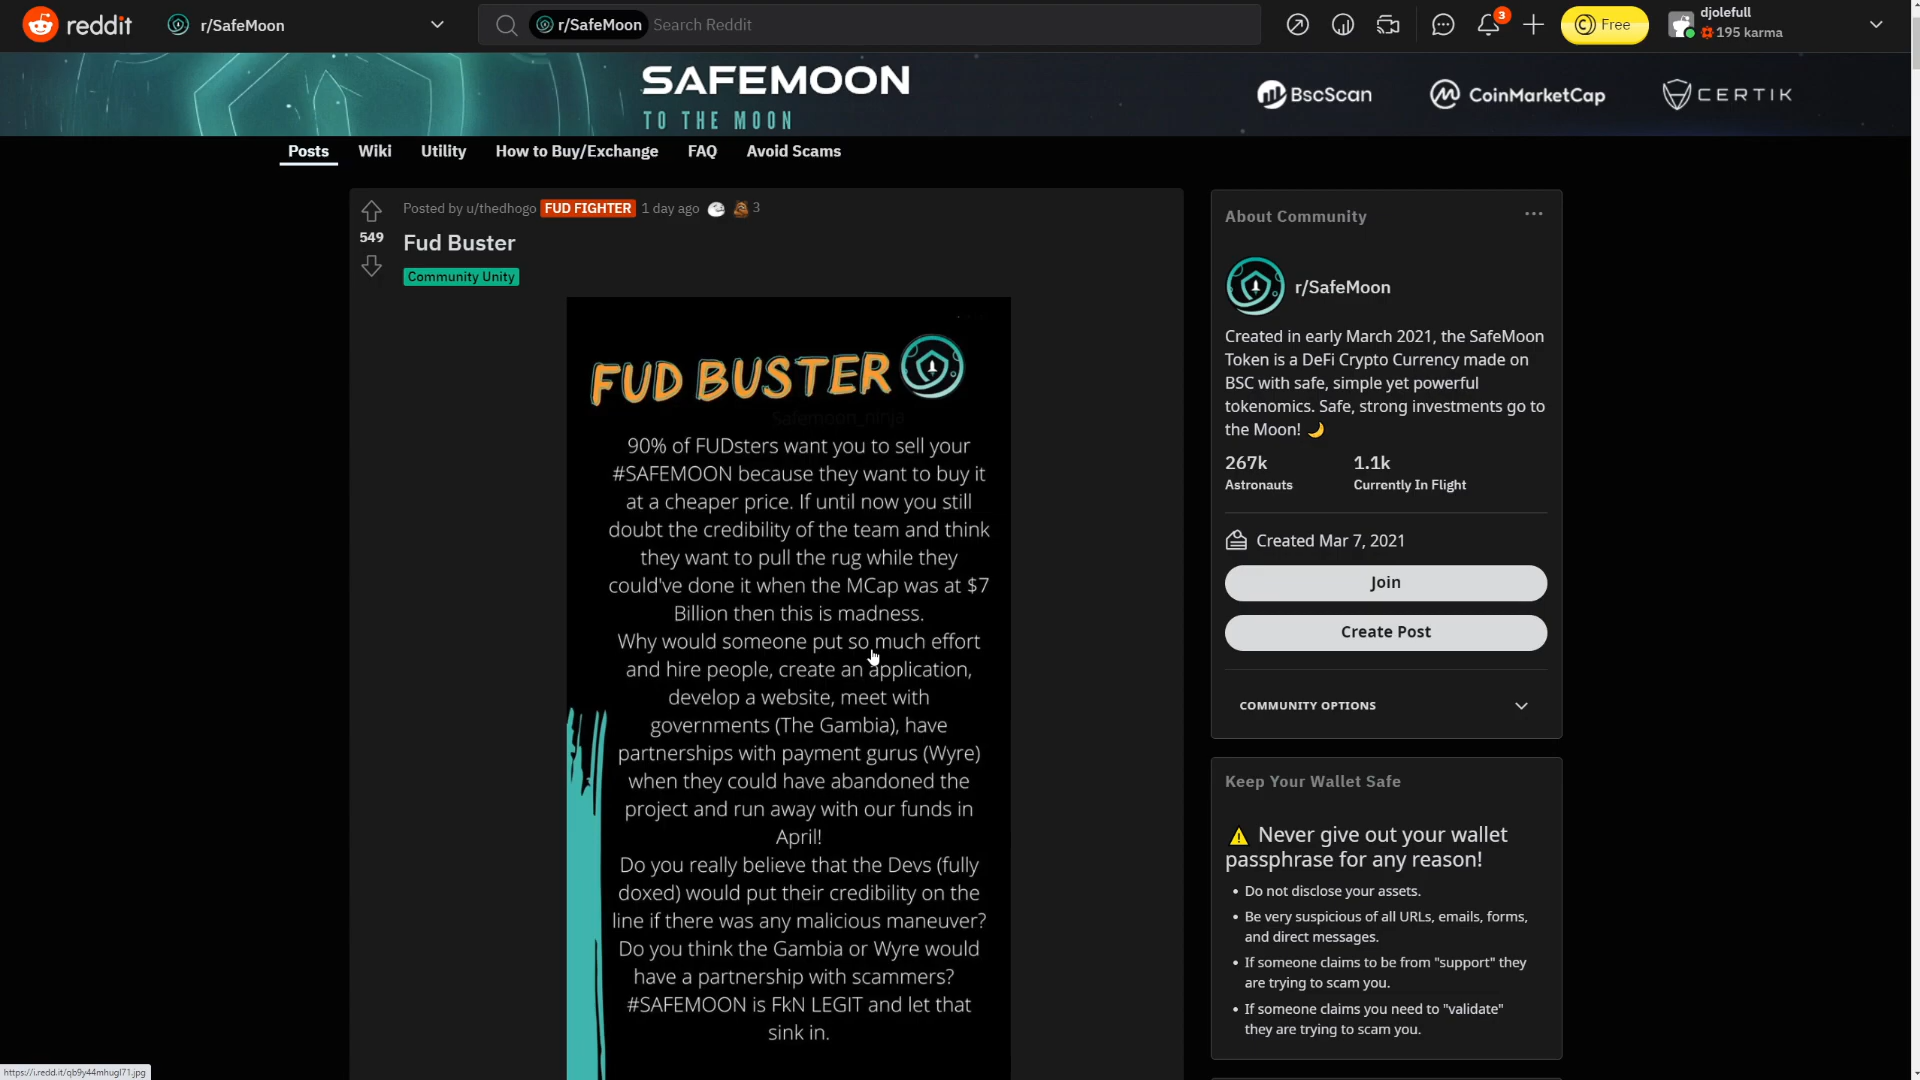 reddit
r/SafeMoon
r/SafeMoon
Search Reddit
3
Free
djolefull
195 karma
SAFEMOON
TO THE MOON
BscScan
CoinMarketCap
CERTIK
Posts
Wiki
Utility
How to Buy/Exchange
FAQ
Avoid Scams
Posted by u/thedhogo FUD FIGHTER 1 day ago 3
549
Fud Buster
Community Unity
FUD BUSTER
Safemoon_ninja
90% of FUDsters want you to sell your
#SAFEMOON because they want to buy it
at a cheaper price. If until now you still
doubt the credibility of the team and think
they want to pull the rug while they
could've done it when the MCap was at $7
Billion then this is madness.
Why would someone put so much effort
and hire people, create an application,
develop a website, meet with
governments (The Gambia), have
partnerships with payment gurus (Wyre)
when they could have abandoned the
project and run away with our funds in
April!
Do you really believe that the Devs (fully
doxed) would put their credibility on the
line if there was any malicious maneuver?
Do you think the Gambia or Wyre would
have a partnership with scammers?
#SAFEMOON is FkN LEGIT and let that
sink in.
About Community
r/SafeMoon
Created in early March 2021, the SafeMoon
Token is a DeFi Crypto Currency made on
BSC with safe, simple yet powerful
tokenomics. Safe, strong investments go to
the Moon! 🌙
267k
Astronauts
1.1k
Currently In Flight
Created Mar 7, 2021
Join
Create Post
COMMUNITY OPTIONS
Keep Your Wallet Safe
⚠ Never give out your wallet
passphrase for any reason!
• Do not disclose your assets.
• Be very suspicious of all URLs, emails, forms,
and direct messages.
• If someone claims to be from "support" they
are trying to scam you.
• If someone claims you need to "validate"
they are trying to scam you.
https://i.redd.it/qb9y44mhugl71.jpg